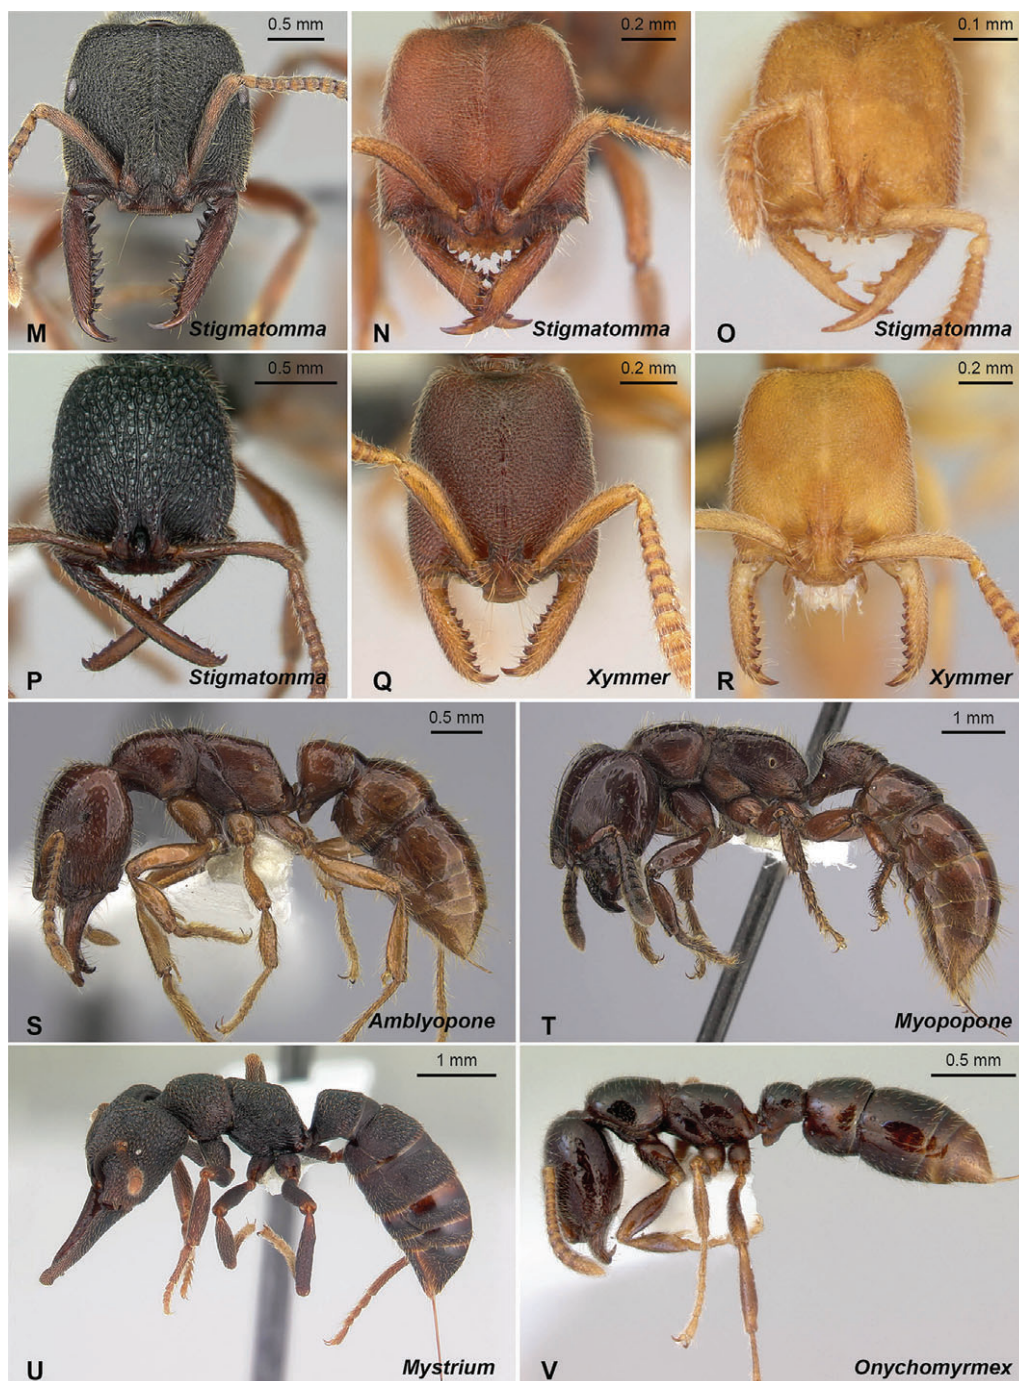 0.5 mm
M
Stigmatomma
0.2 mm
N
Stigmatomma
0.1 mm
O
Stigmatomma
0.5 mm
P
Stigmatomma
0.2 mm
Q
Xymmer
0.2 mm
R
Xymmer
0.5 mm
S
Amblyopone
1 mm
T
Myopopone
1 mm
U
Mystrium
0.5 mm
V
Onychomyrmex